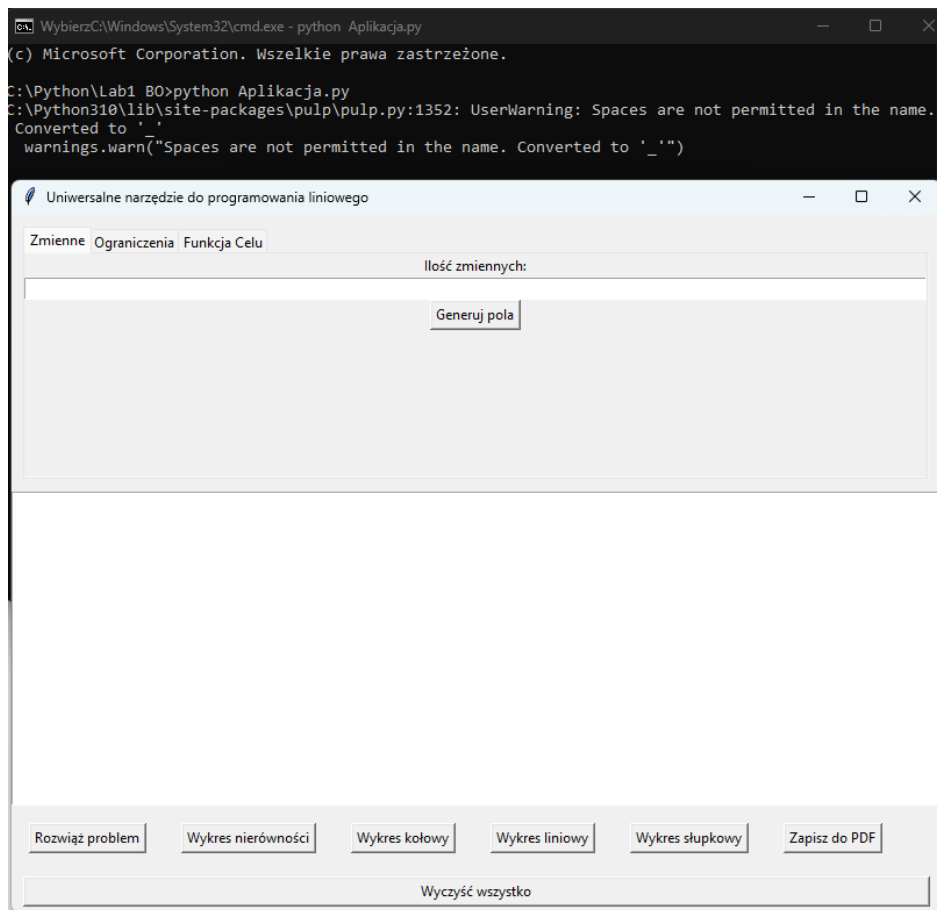 WybierzC:\Windows\System32\cmd.exe - python  Aplikacja.py
(c) Microsoft Corporation. Wszelkie prawa zastrzeżone.
C:\Python\Lab1 BO>python Aplikacja.py
C:\Python310\lib\site-packages\pulp\pulp.py:1352: UserWarning: Spaces are not permitted in the name.
Converted to '_'
warnings.warn("Spaces are not permitted in the name. Converted to '_'")
Uniwersalne narzędzie do programowania liniowego
Zmienne Ograniczenia Funkcja Celu
Ilość zmiennych:
Generuj pola
Rozwiąż problem Wykres nierówności Wykres kołowy Wykres liniowy Wykres słupkowy Zapisz do PDF
Wyczyść wszystko